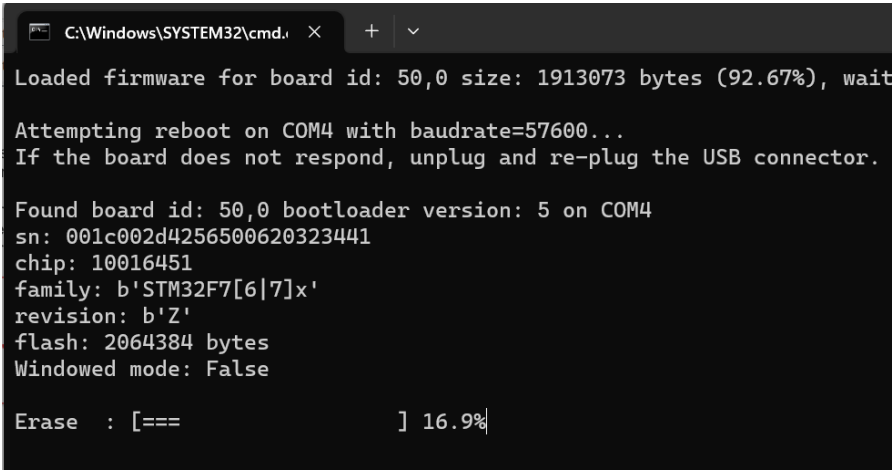 C:\Windows\SYSTEM32\cmd.
Loaded firmware for board id: 50,0 size: 1913073 bytes (92.67%), wait
Attempting reboot on COM4 with baudrate=57600...
If the board does not respond, unplug and re-plug the USB connector.
Found board id: 50,0 bootloader version: 5 on COM4
sn: 001c002d4256500620323441
chip: 10016451
family: b'STM32F7[6|7]x'
revision: b'Z'
flash: 2064384 bytes
Windowed mode: False
Erase  : [===                 ] 16.9%